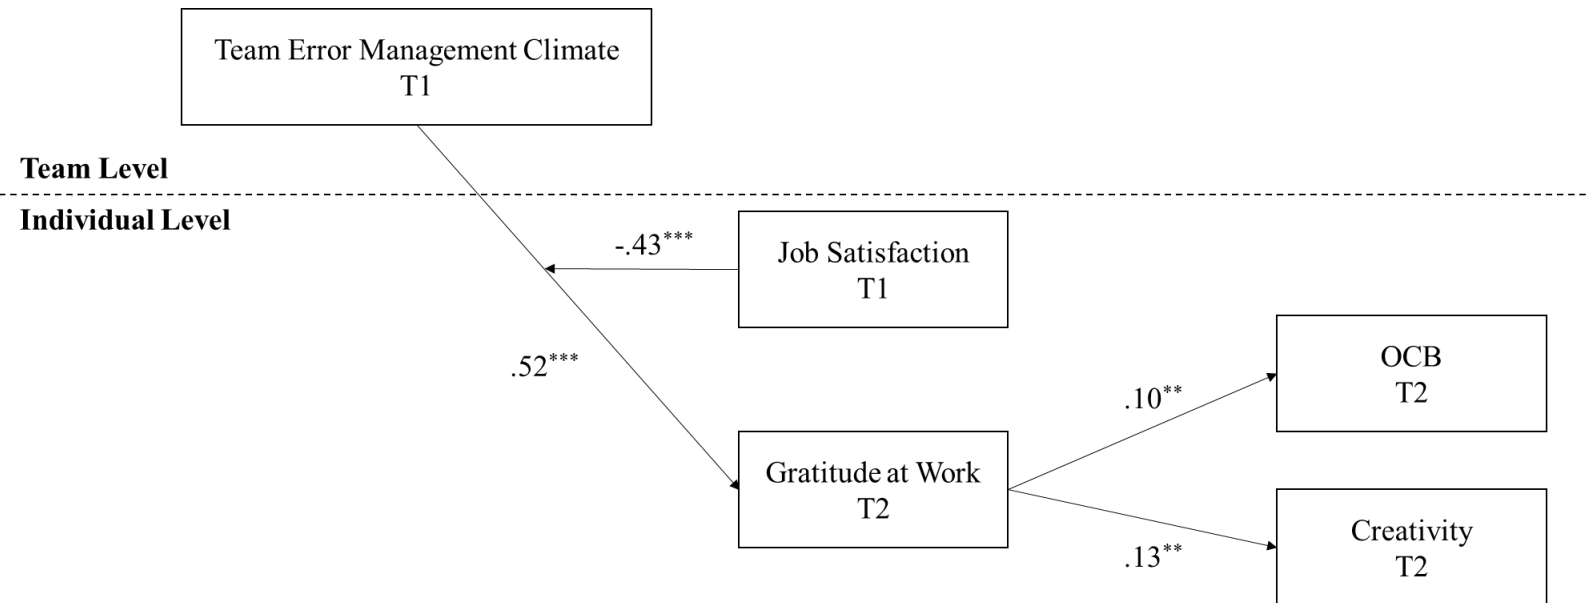 Team Error Management Climate
T1
Team Level
Individual Level
-.43***
Job Satisfaction
T1
.52***
OCB
T2
.10**
Gratitude at Work
T2
Creativity
T2
.13**